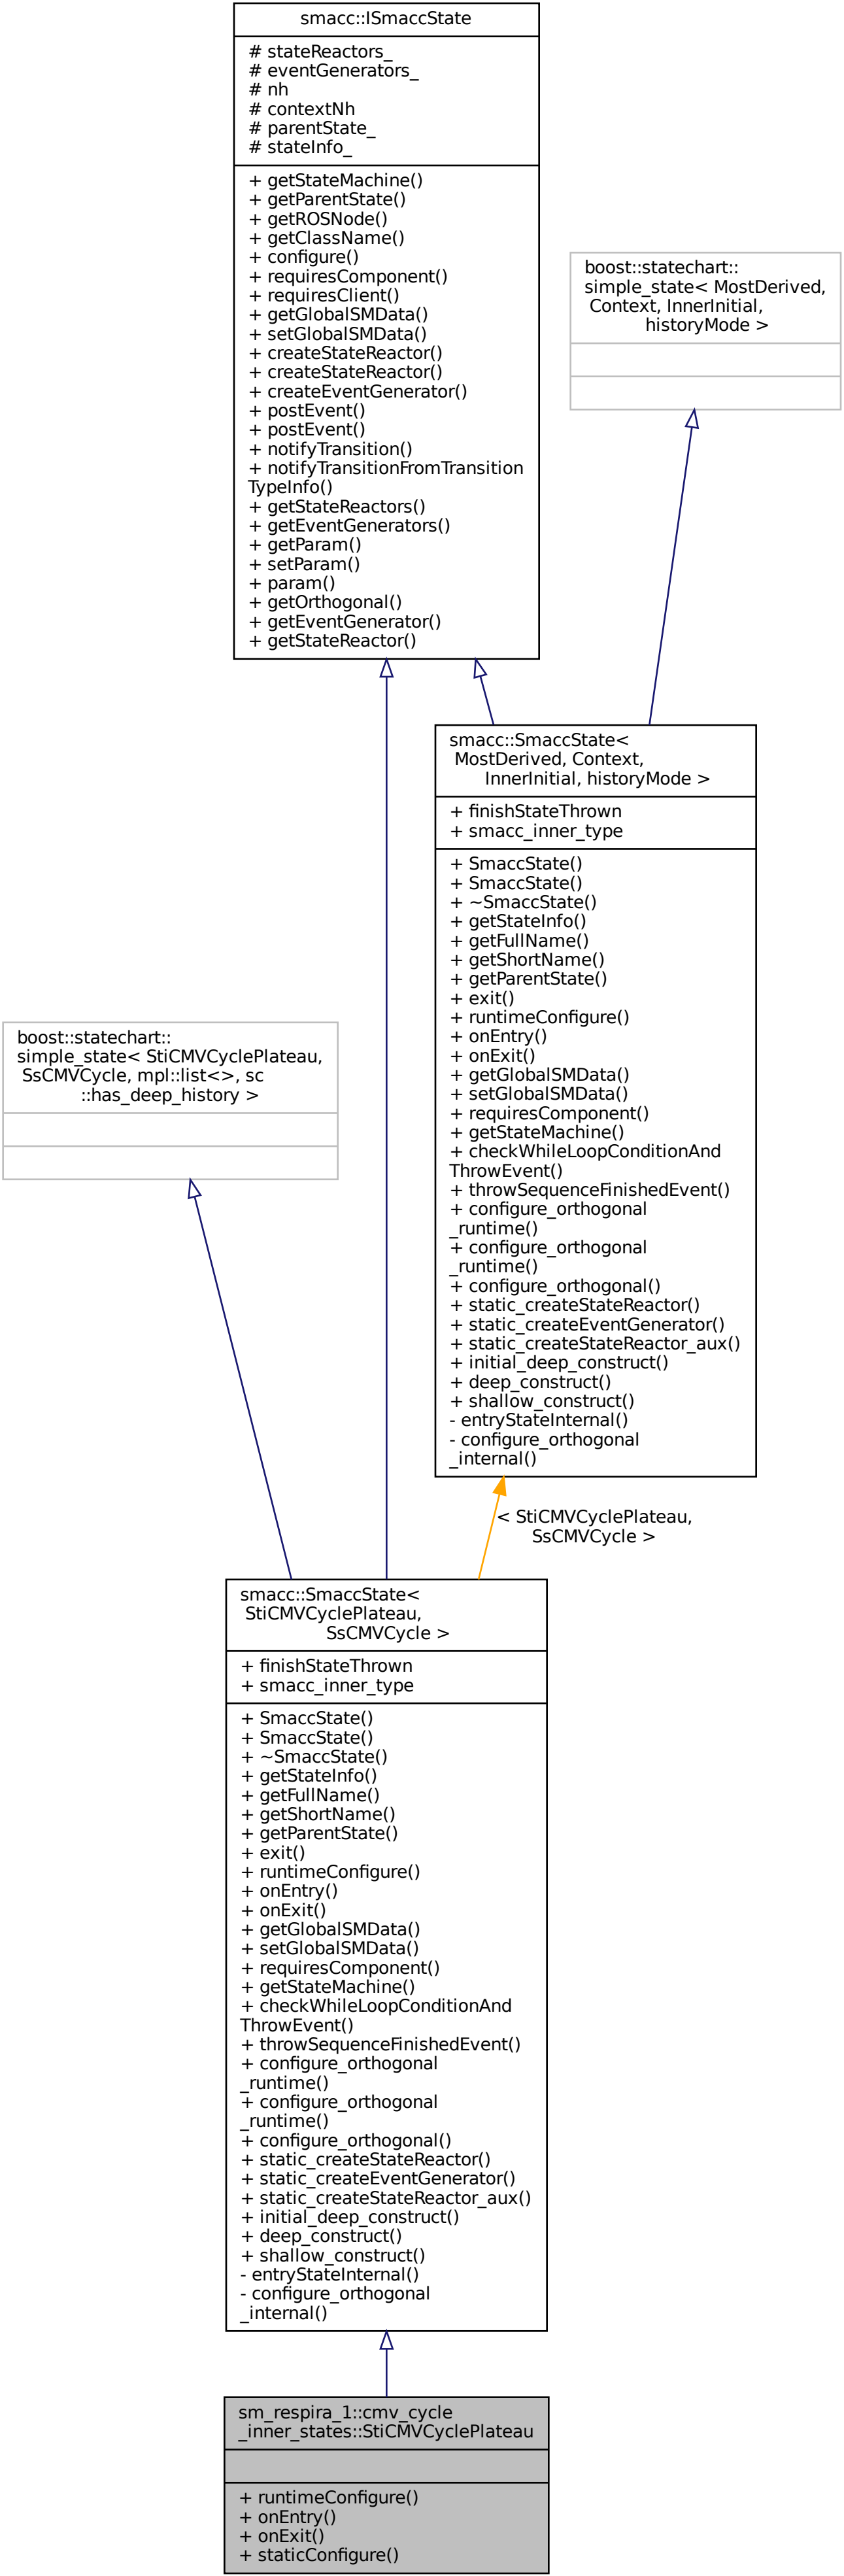 smacc::ISmaccState
# stateReactors_
# eventGenerators_
# nh
# contextNh
# parentState_
# stateInfo_
+ getStateMachine()
+ getParentState()
+ getROSNode()
+ getClassName()
+ configure()
+ requiresComponent()
+ requiresClient()
+ getGlobalSMData()
+ setGlobalSMData()
+ createStateReactor()
+ createStateReactor()
+ createEventGenerator()
+ postEvent()
+ postEvent()
+ notifyTransition()
+ notifyTransitionFromTransition
TypeInfo()
+ getStateReactors()
+ getEventGenerators()
+ getParam()
+ setParam()
+ param()
+ getOrthogonal()
+ getEventGenerator()
+ getStateReactor()
boost::statechart::
simple_state< MostDerived,
Context, InnerInitial,
historyMode >
smacc::SmaccState<
MostDerived, Context,
InnerInitial, historyMode >
+ finishStateThrown
+ smacc_inner_type
+ SmaccState()
+ SmaccState()
+ ~SmaccState()
+ getStateInfo()
+ getFullName()
+ getShortName()
+ getParentState()
+ exit()
+ runtimeConfigure()
+ onEntry()
+ onExit()
+ getGlobalSMData()
+ setGlobalSMData()
+ requiresComponent()
+ getStateMachine()
+ checkWhileLoopConditionAnd
ThrowEvent()
+ throwSequenceFinishedEvent()
+ configure_orthogonal
_runtime()
+ configure_orthogonal
_runtime()
+ configure_orthogonal()
+ static_createStateReactor()
+ static_createEventGenerator()
+ static_createStateReactor_aux()
+ initial_deep_construct()
+ deep_construct()
+ shallow_construct()
- entryStateInternal()
- configure_orthogonal
_internal()
boost::statechart::
simple_state< StiCMVCyclePlateau,
SsCMVCycle, mpl::list<>, sc
::has_deep_history >
< StiCMVCyclePlateau,
SsCMVCycle >
smacc::SmaccState<
StiCMVCyclePlateau,
SsCMVCycle >
+ finishStateThrown
+ smacc_inner_type
+ SmaccState()
+ SmaccState()
+ ~SmaccState()
+ getStateInfo()
+ getFullName()
+ getShortName()
+ getParentState()
+ exit()
+ runtimeConfigure()
+ onEntry()
+ onExit()
+ getGlobalSMData()
+ setGlobalSMData()
+ requiresComponent()
+ getStateMachine()
+ checkWhileLoopConditionAnd
ThrowEvent()
+ throwSequenceFinishedEvent()
+ configure_orthogonal
_runtime()
+ configure_orthogonal
_runtime()
+ configure_orthogonal()
+ static_createStateReactor()
+ static_createEventGenerator()
+ static_createStateReactor_aux()
+ initial_deep_construct()
+ deep_construct()
+ shallow_construct()
- entryStateInternal()
- configure_orthogonal
_internal()
sm_respira_1::cmv_cycle
_inner_states::StiCMVCyclePlateau
+ runtimeConfigure()
+ onEntry()
+ onExit()
+ staticConfigure()